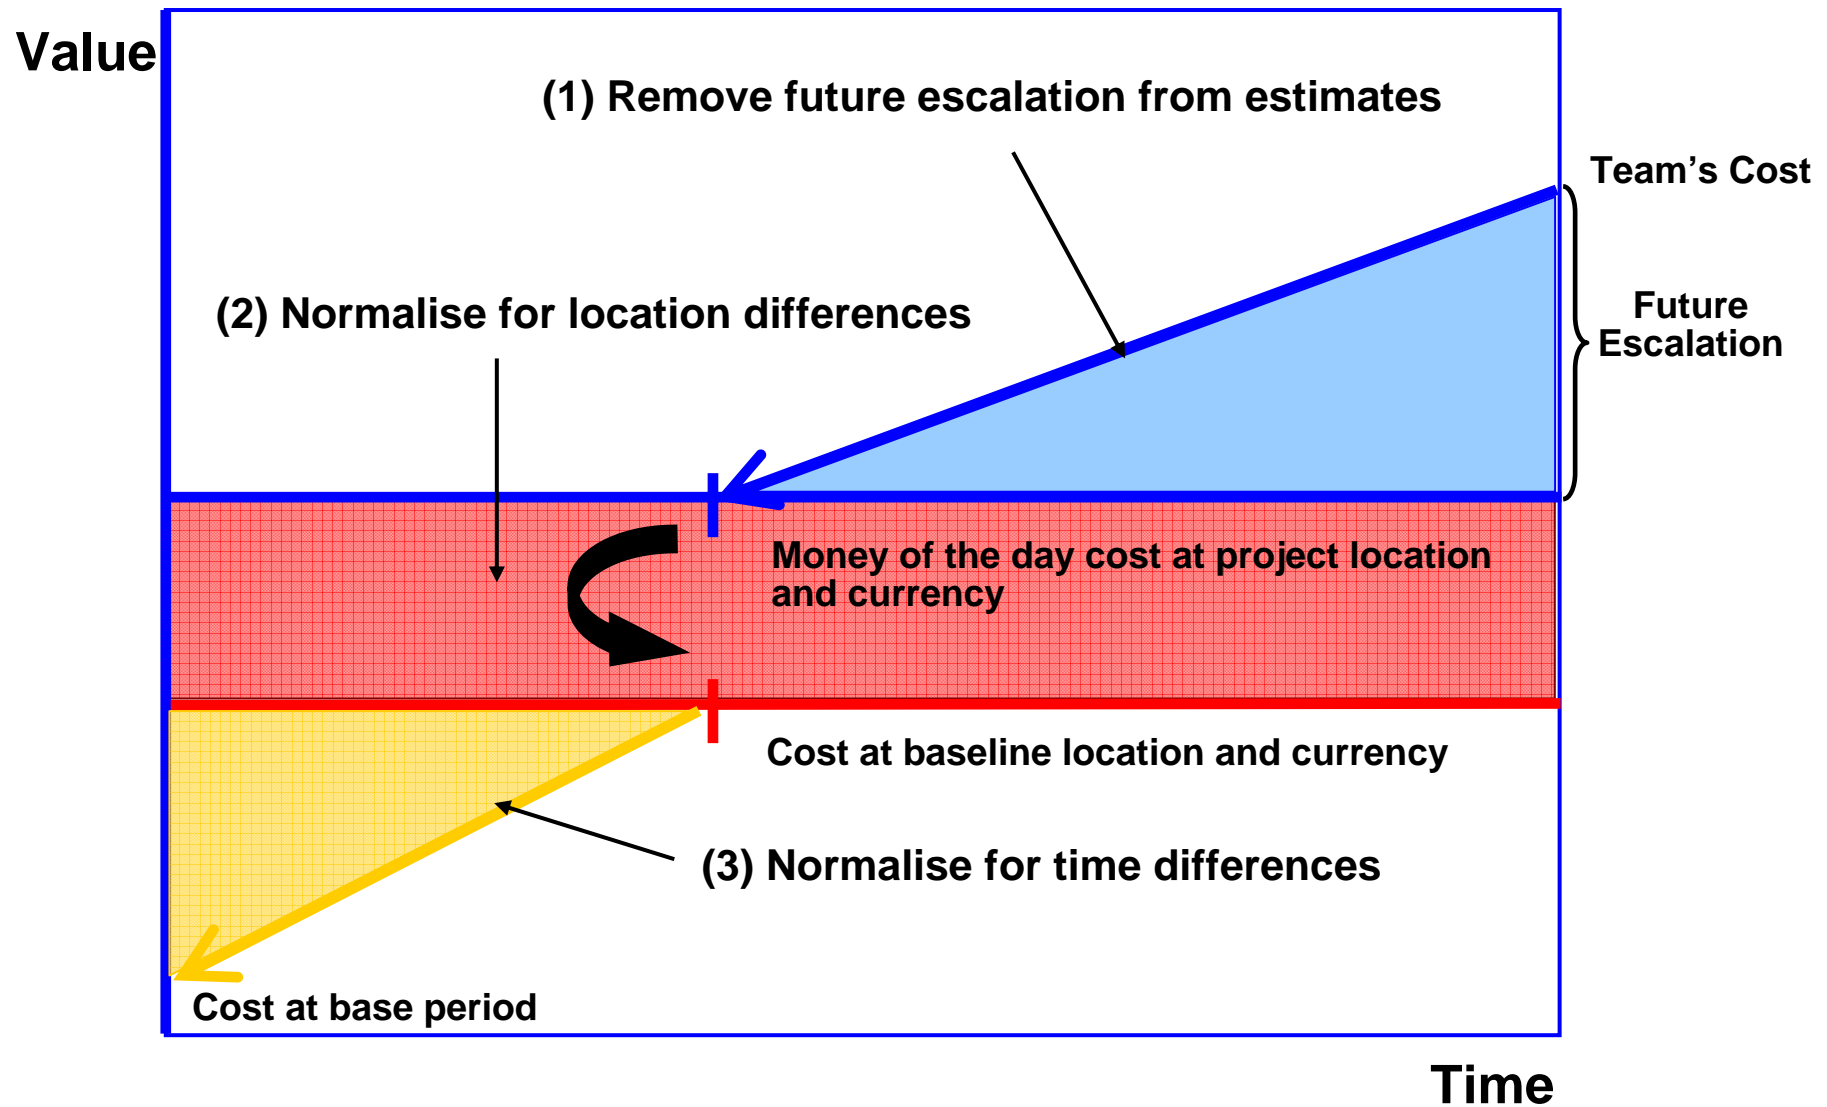 Value
(1) Remove future escalation from estimates
Team’s Cost
Future
Escalation
(2) Normalise for location differences
Money of the day cost at project location
and currency
Cost at baseline location and currency
(3) Normalise for time differences
Cost at base period
Time